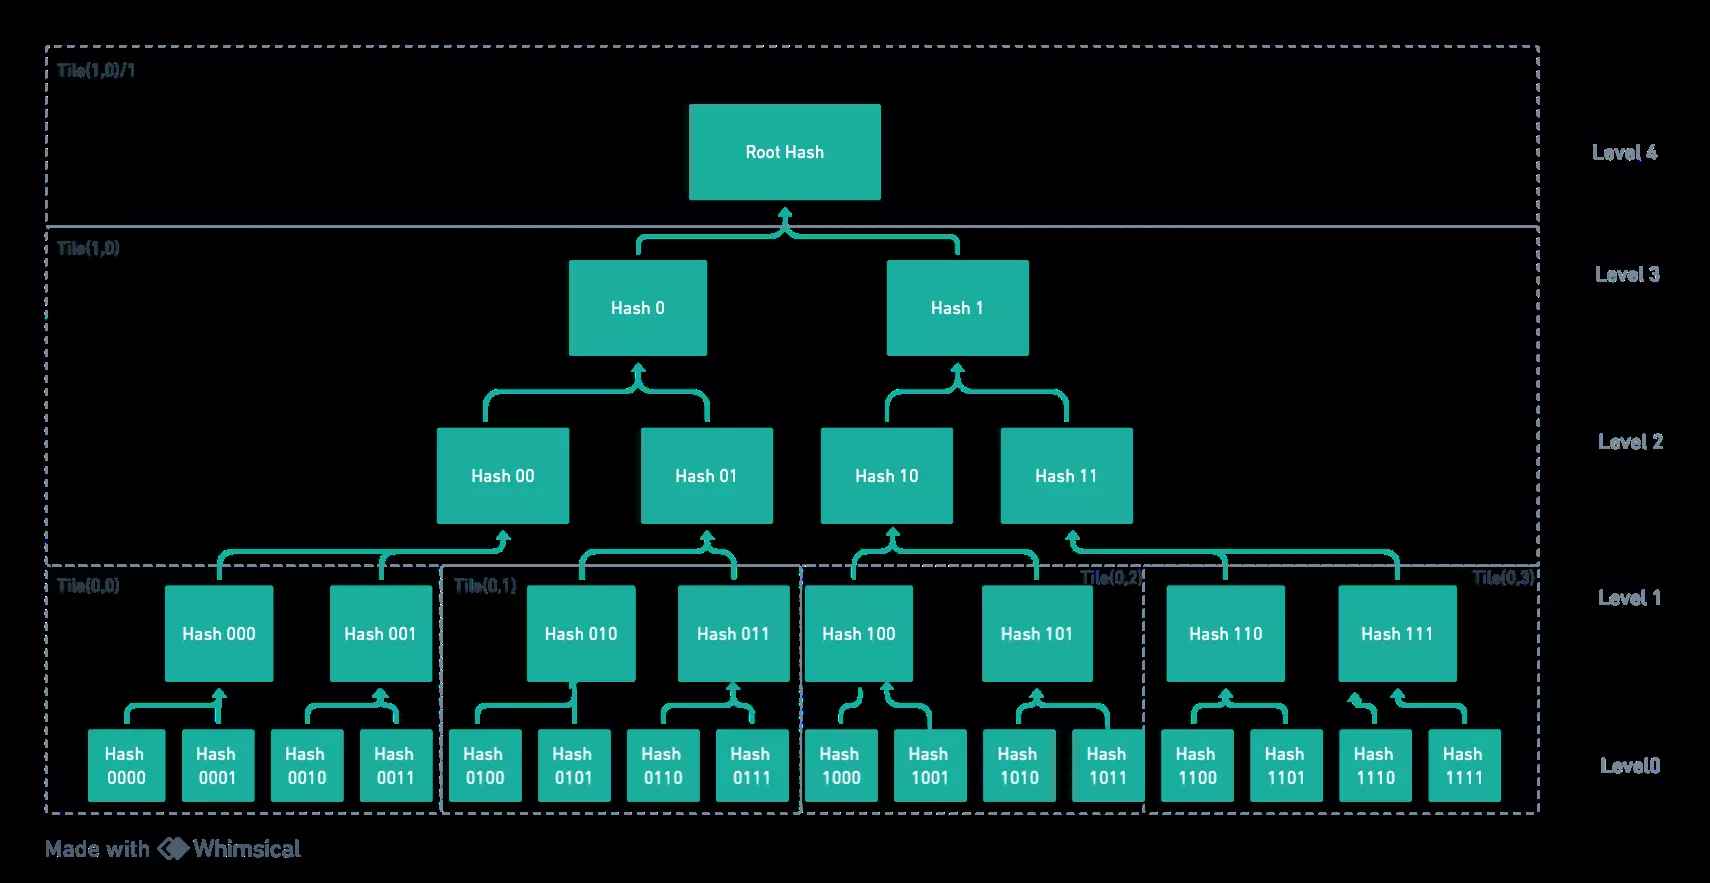 Tile(1,0)/1
Root Hash
Level 4
Tile(1,0)
Level 3
Hash 0
Hash 1
Level 2
Hash 00
Hash 01
Hash 10
Hash 11
Tile(0,0)
Tile(0,1)
Tile(0,2)
Tile(0,3)
Level 1
Hash 000
Hash 001
Hash 010
Hash 011
Hash 100
Hash 101
Hash 110
Hash 111
Hash
0000
Hash
0001
Hash
0010
Hash
0011
Hash
0100
Hash
0101
Hash
0110
Hash
0111
Hash
1000
Hash
1001
Hash
1010
Hash
1011
Hash
1100
Hash
1101
Hash
1110
Hash
1111
Level0
Made with Whimsical